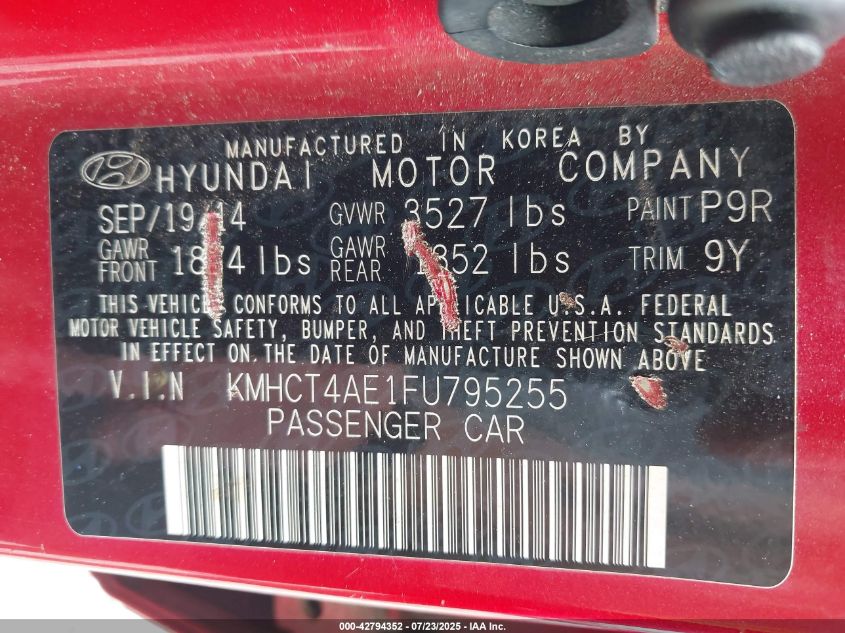 MANUFACTURED IN KOREA BY
HYUNDAI MOTOR COMPANY
SEP/19/14 GVWR 3527 lbs PAINT P9R
GAWR FRONT lbs GAWR REAR lbs TRIM 9Y
THIS VEHICLE CONFORMS TO ALL APPLICABLE U.S.A. FEDERAL
MOTOR VEHICLE SAFETY, BUMPER, AND THEFT PREVENTION STANDARDS
IN EFFECT ON THE DATE OF MANUFACTURE SHOWN ABOVE
V.I.N KMHCT4AE1FU795255
PASSENGER CAR
000-42794352 | 07/23/2025 | IAA Inc.